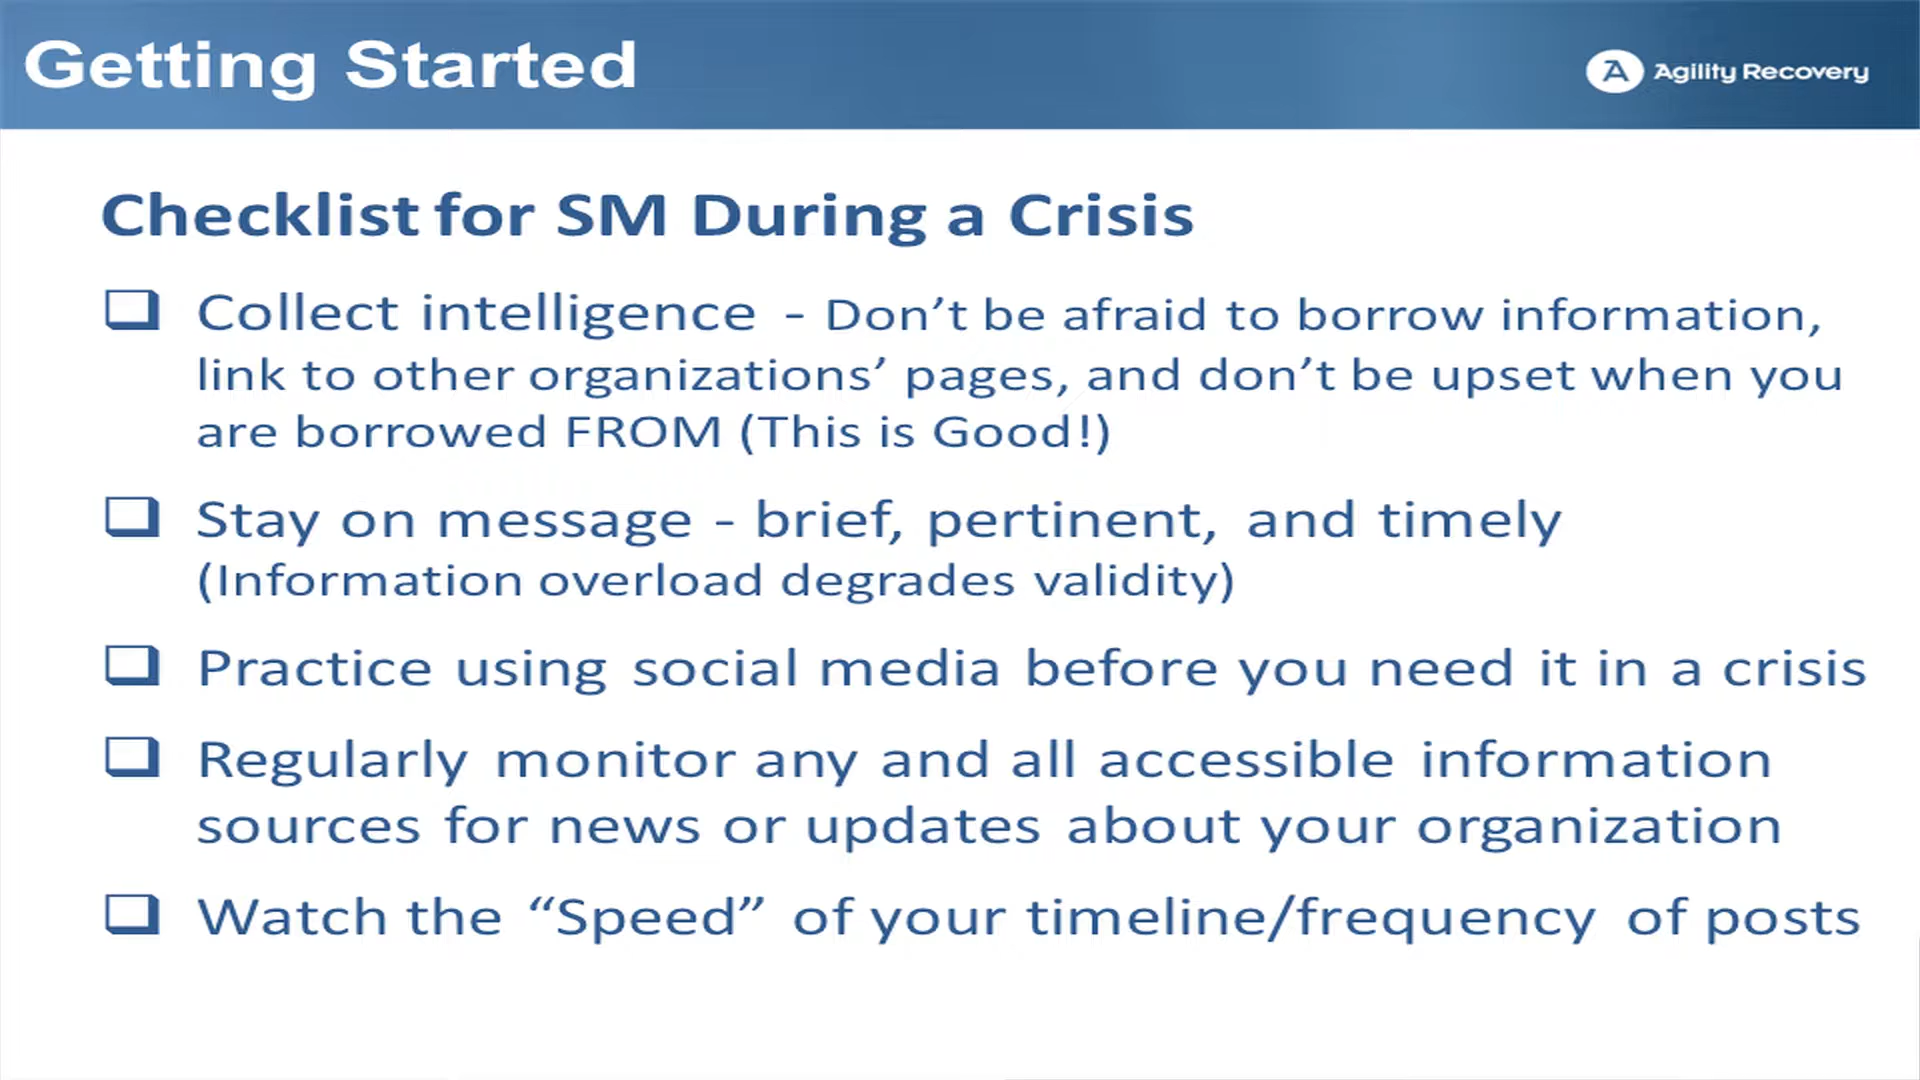 Getting Started
Agility Recovery
Checklist for SM During a Crisis
Collect intelligence - Don’t be afraid to borrow information,
link to other organizations’ pages, and don’t be upset when you
are borrowed FROM (This is Good!)
Stay on message - brief, pertinent, and timely
(Information overload degrades validity)
Practice using social media before you need it in a crisis
Regularly monitor any and all accessible information
sources for news or updates about your organization
Watch the “Speed” of your timeline/frequency of posts